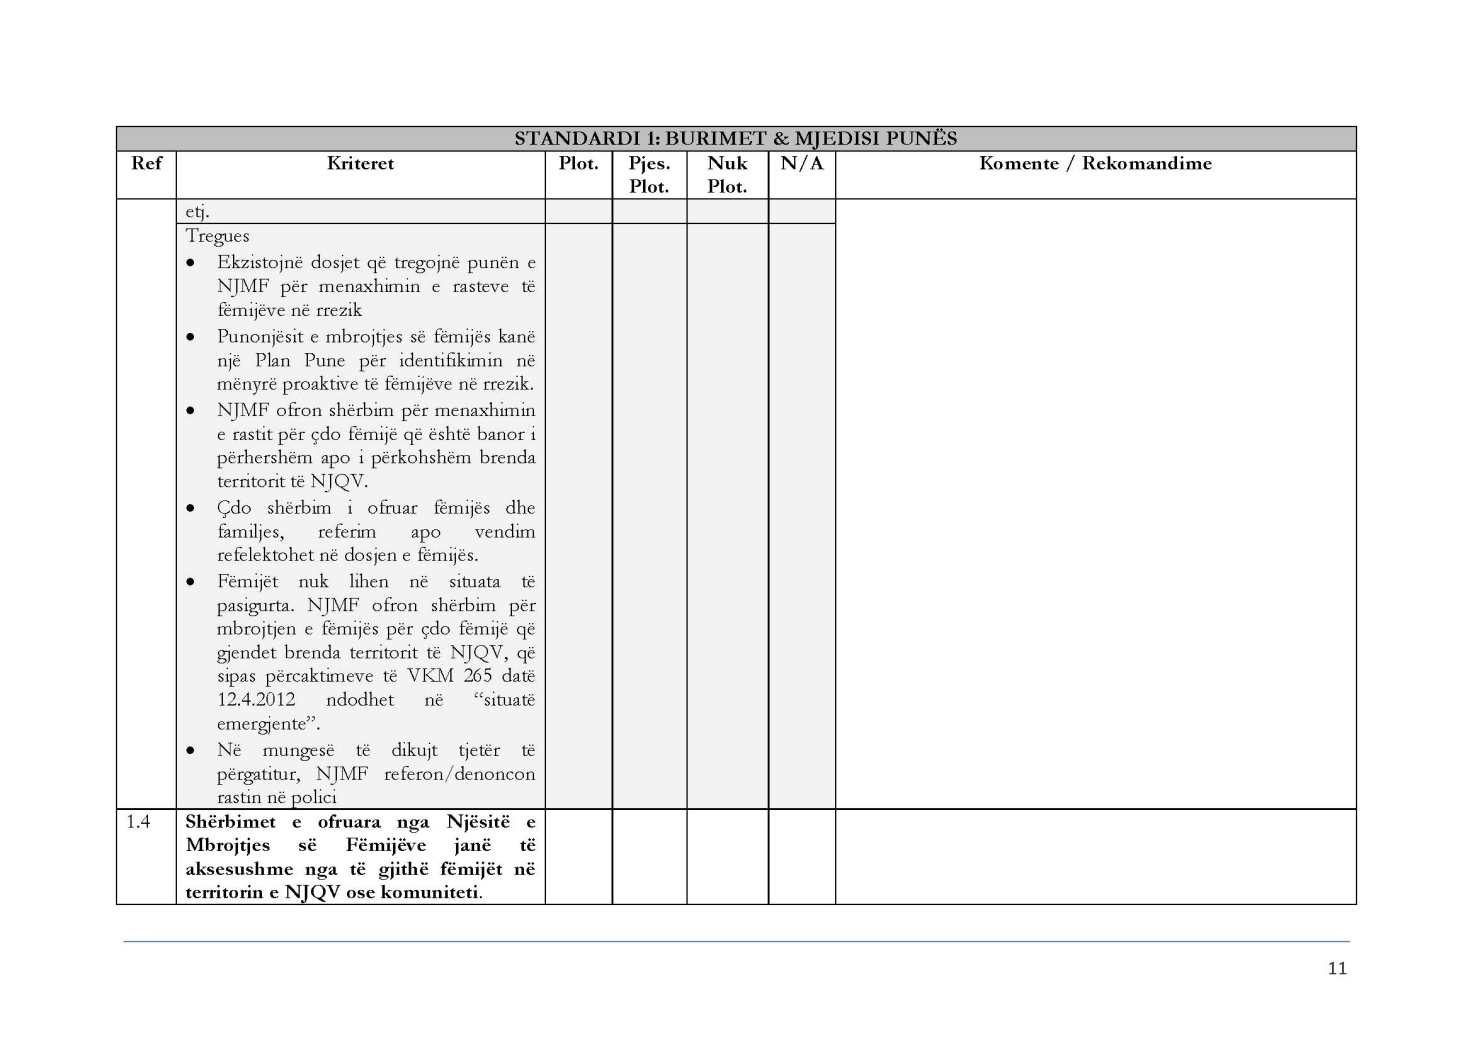 STANDARDI 1: BURIMET & MJEDISI PUNËS
Ref Kriteret Plot. Pjes. Nuk N/A Komente / Rekomandime
Plot. Plot.
etj.
Tregues
• Ekzistojnë dosjet që tregojnë punën e
NJMF për menaxhimin e rasteve të
fëmijëve në rrezik
• Punonjësit e mbrojtjes së fëmijës kanë
një Plan Pune për identifikimin në
mënyrë proaktive të fëmijëve në rrezik.
• NJMF ofron shërbim për menaxhimin
e rastit për çdo fëmijë që është banor i
përhershëm apo i përkohshëm brenda
territorit të NJQV.
• Çdo shërbim i ofruar fëmijës dhe
familjes, referim apo vendim
refelektohet në dosjen e fëmijës.
• Fëmijët nuk lihen në situata të
pasigurta. NJMF ofron shërbim për
mbrojtjen e fëmijës për çdo fëmijë që
gjendet brenda territorit të NJQV, që
sipas përcaktimeve të VKM 265 datë
12.4.2012 ndodhet në “situatë
emergjente”.
• Në mungesë të dikujt tjetër të
përgatitur, NJMF referon/denoncon
rastin në polici
1.4 Shërbimet e ofruara nga Njësitë e
Mbrojtjes së Fëmijëve janë të
aksesushme nga të gjithë fëmijët në
territorin e NJQV ose komuniteti.
11